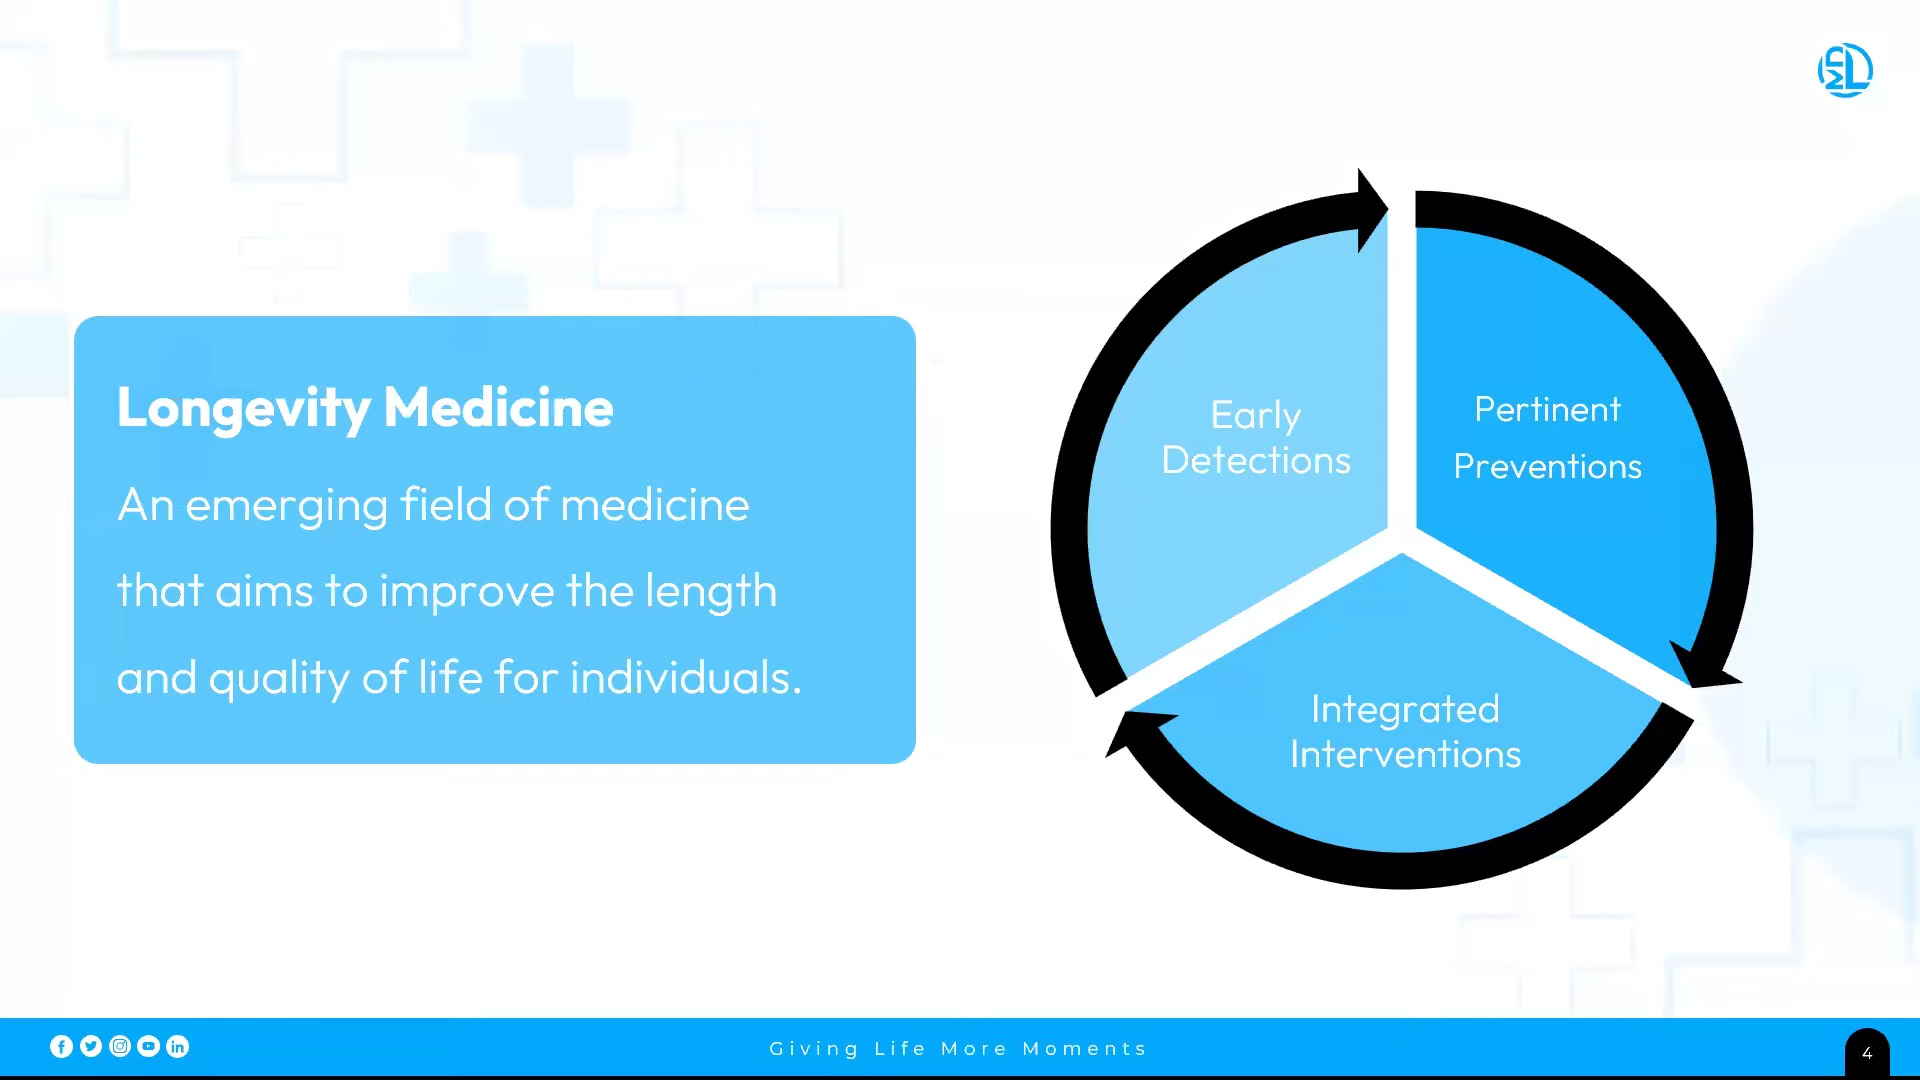 Longevity Medicine
An emerging field of medicine
that aims to improve the length
and quality of life for individuals.
Early
Detections
Pertinent
Preventions
Integrated
Interventions
Giving Life More Moments
4